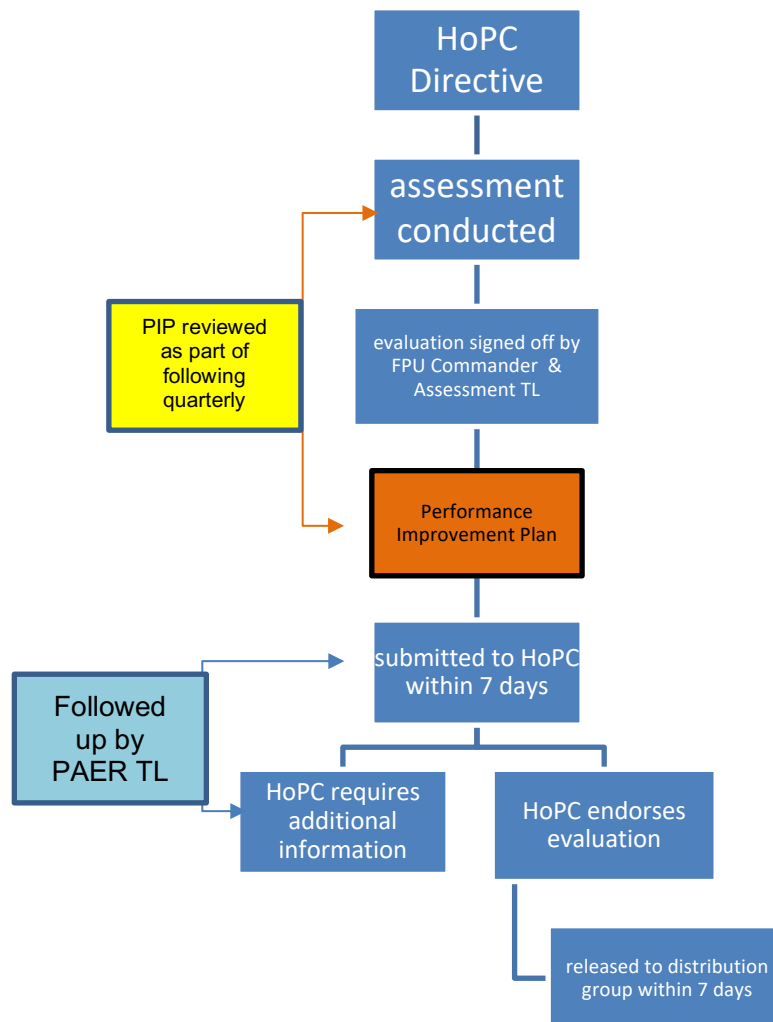 HoPC
Directive
assessment
conducted
PIP reviewed
as part of
following
quarterly
evaluation signed off by
FPU Commander &
Assessment TL
Performance
Improvement Plan
submitted to HoPC
within 7 days
Followed
up by
PAER TL
HoPC requires
additional
information
HoPC endorses
evaluation
released to distribution
group within 7 days